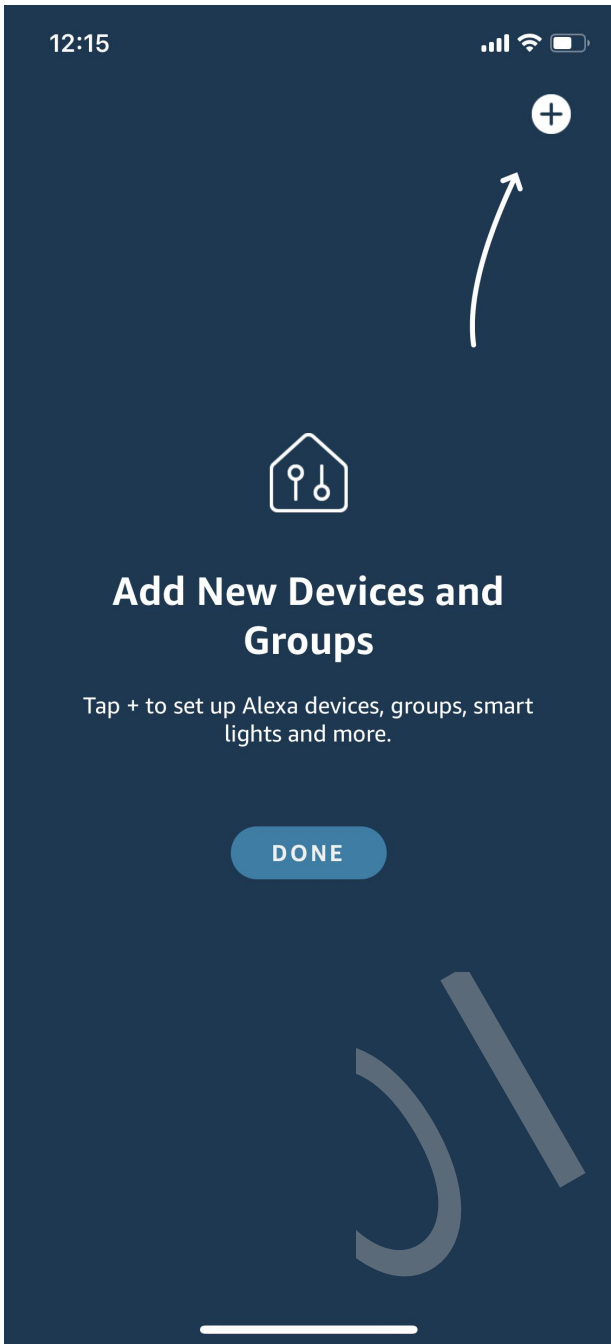 12:15
Add New Devices and
Groups
Tap + to set up Alexa devices, groups, smart
lights and more.
DONE